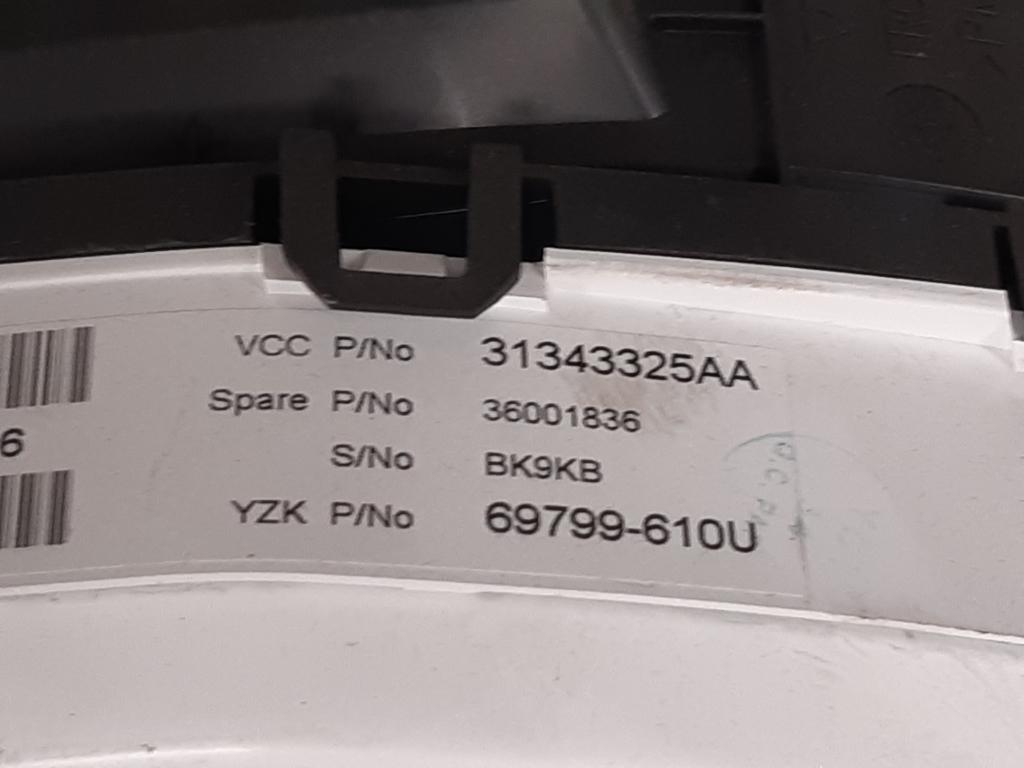 VCC P/No 31343325AA
Spare P/No 36001836
6
S/No BK9KB
YZK P/No 69799-610U